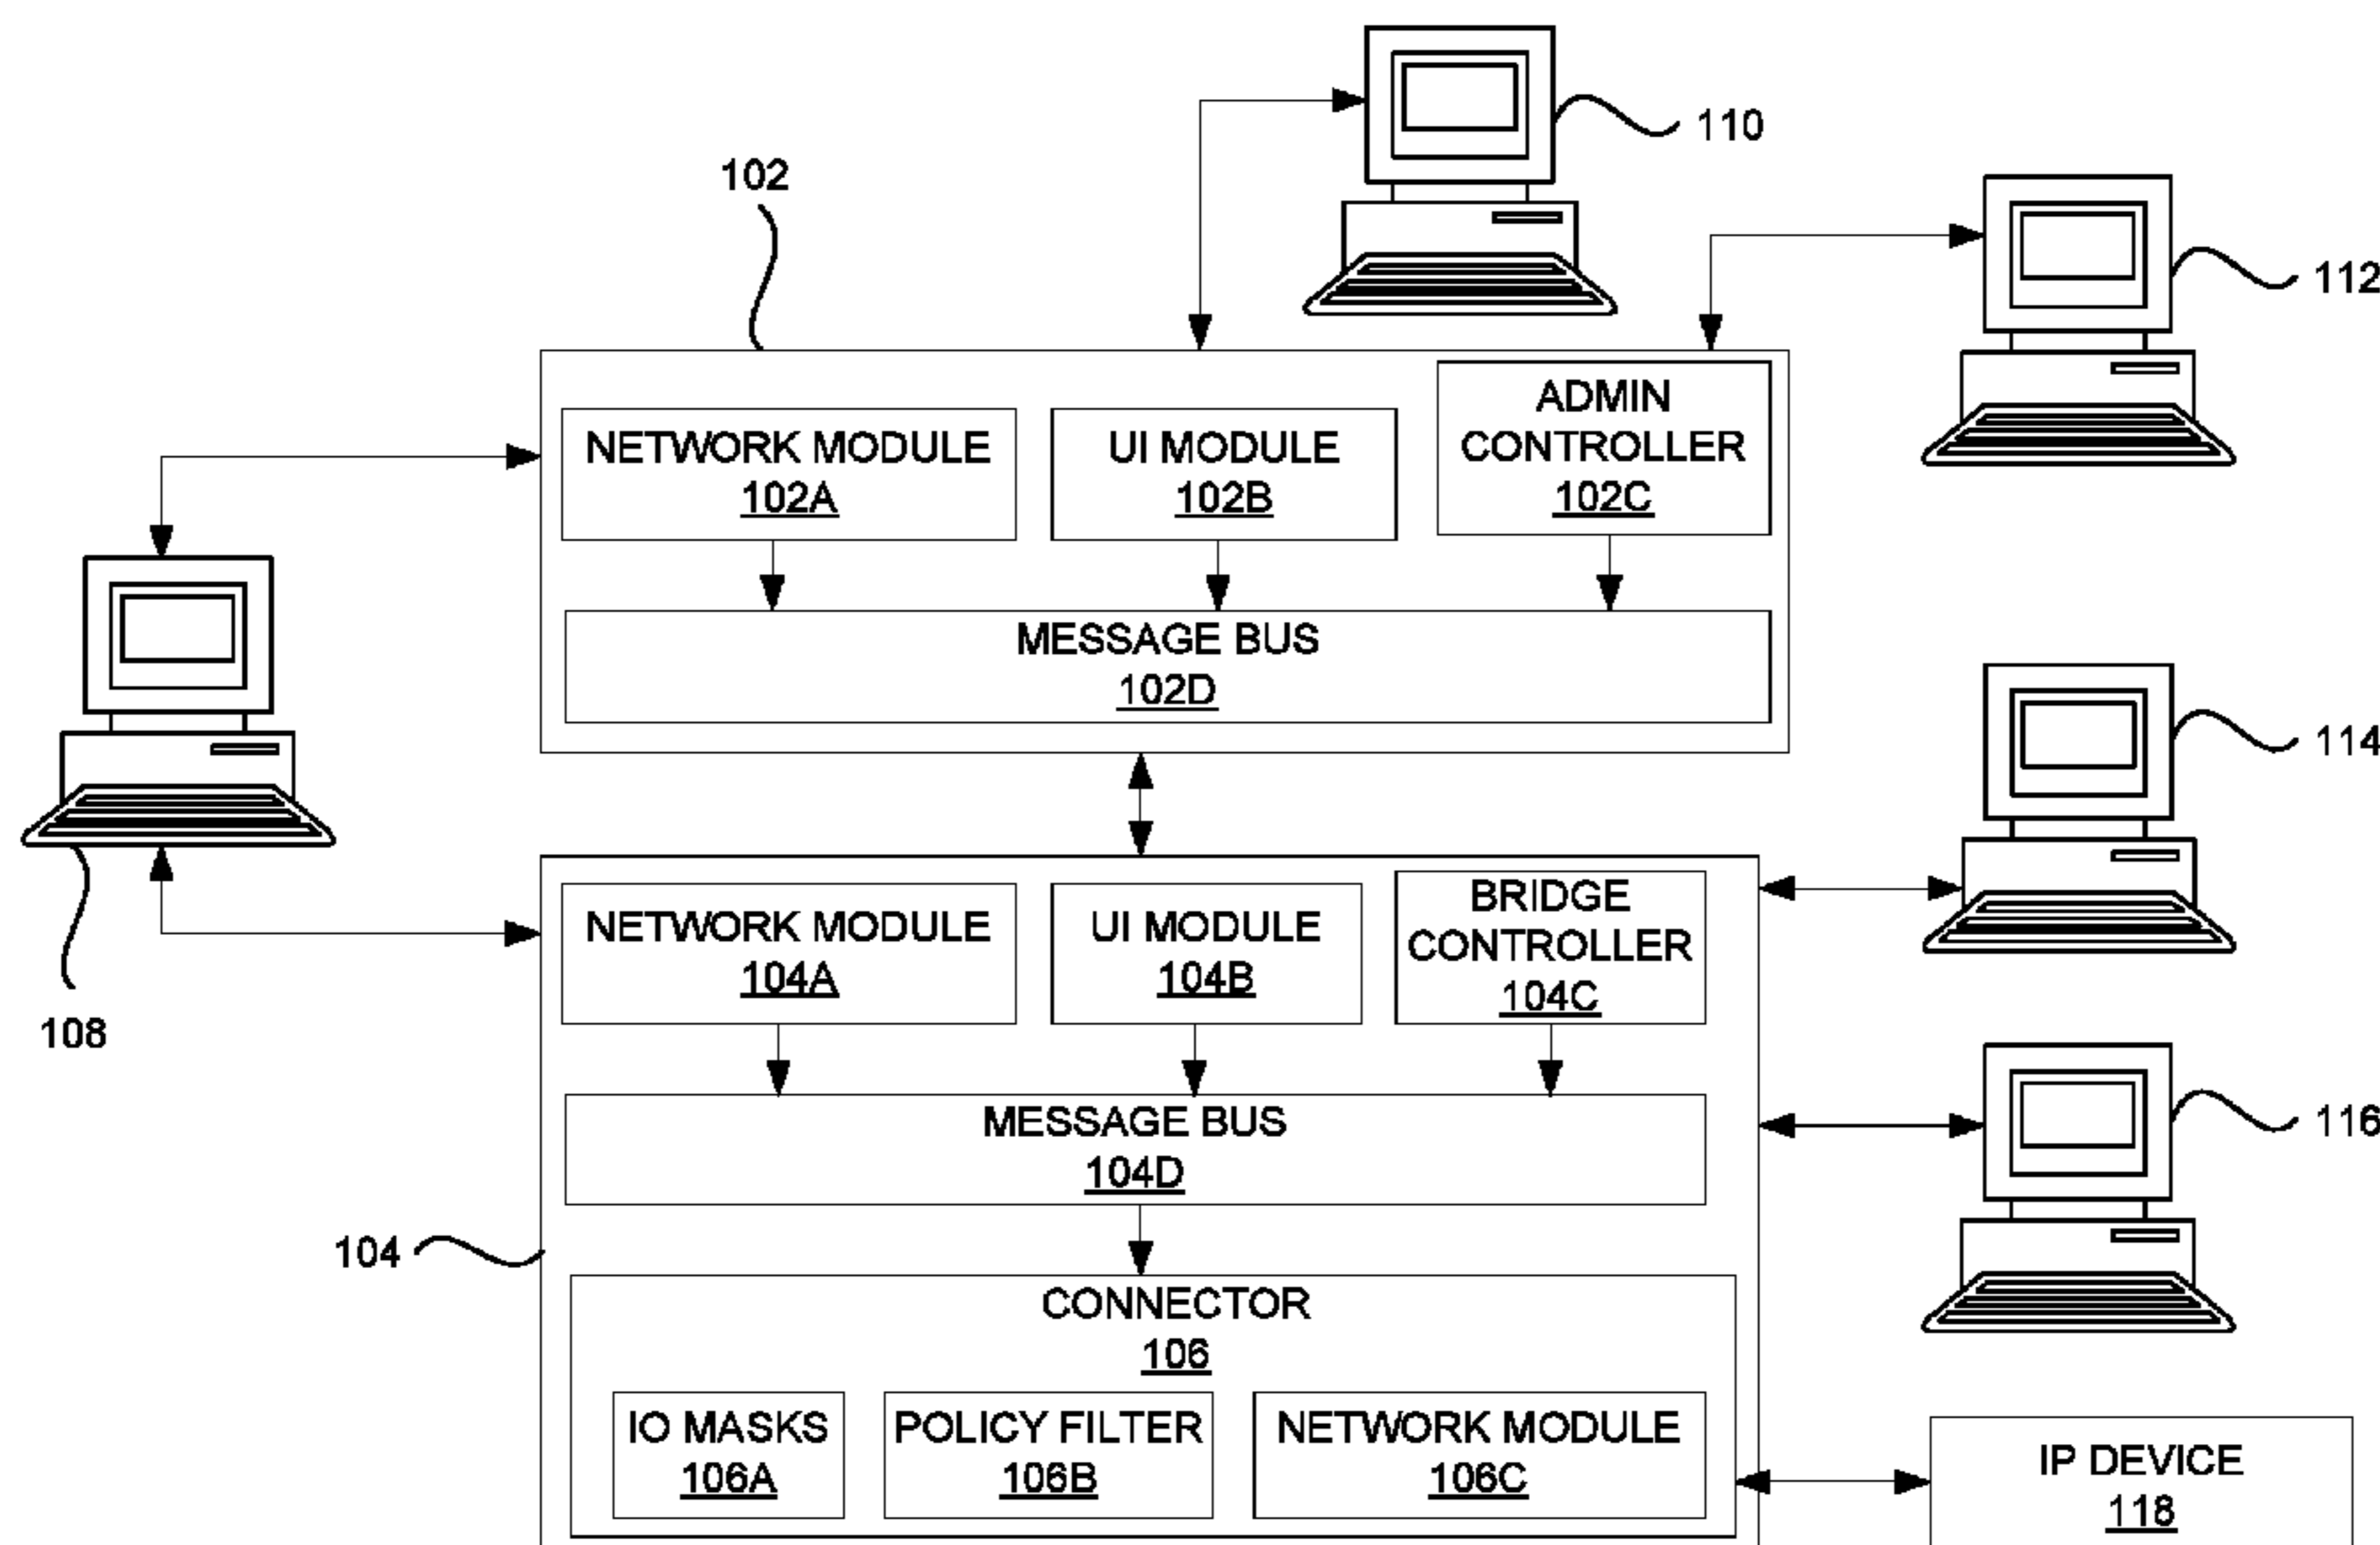 110
102
112
ADMIN
CONTROLLER
102C
NETWORK MODULE
102A
UI MODULE
102B
MESSAGE BUS
102D
114
108
NETWORK MODULE
104A
UI MODULE
104B
BRIDGE
CONTROLLER
104C
MESSAGE BUS
104D
116
104
CONNECTOR
106
IO MASKS
106A
POLICY FILTER
106B
NETWORK MODULE
106C
IP DEVICE
118